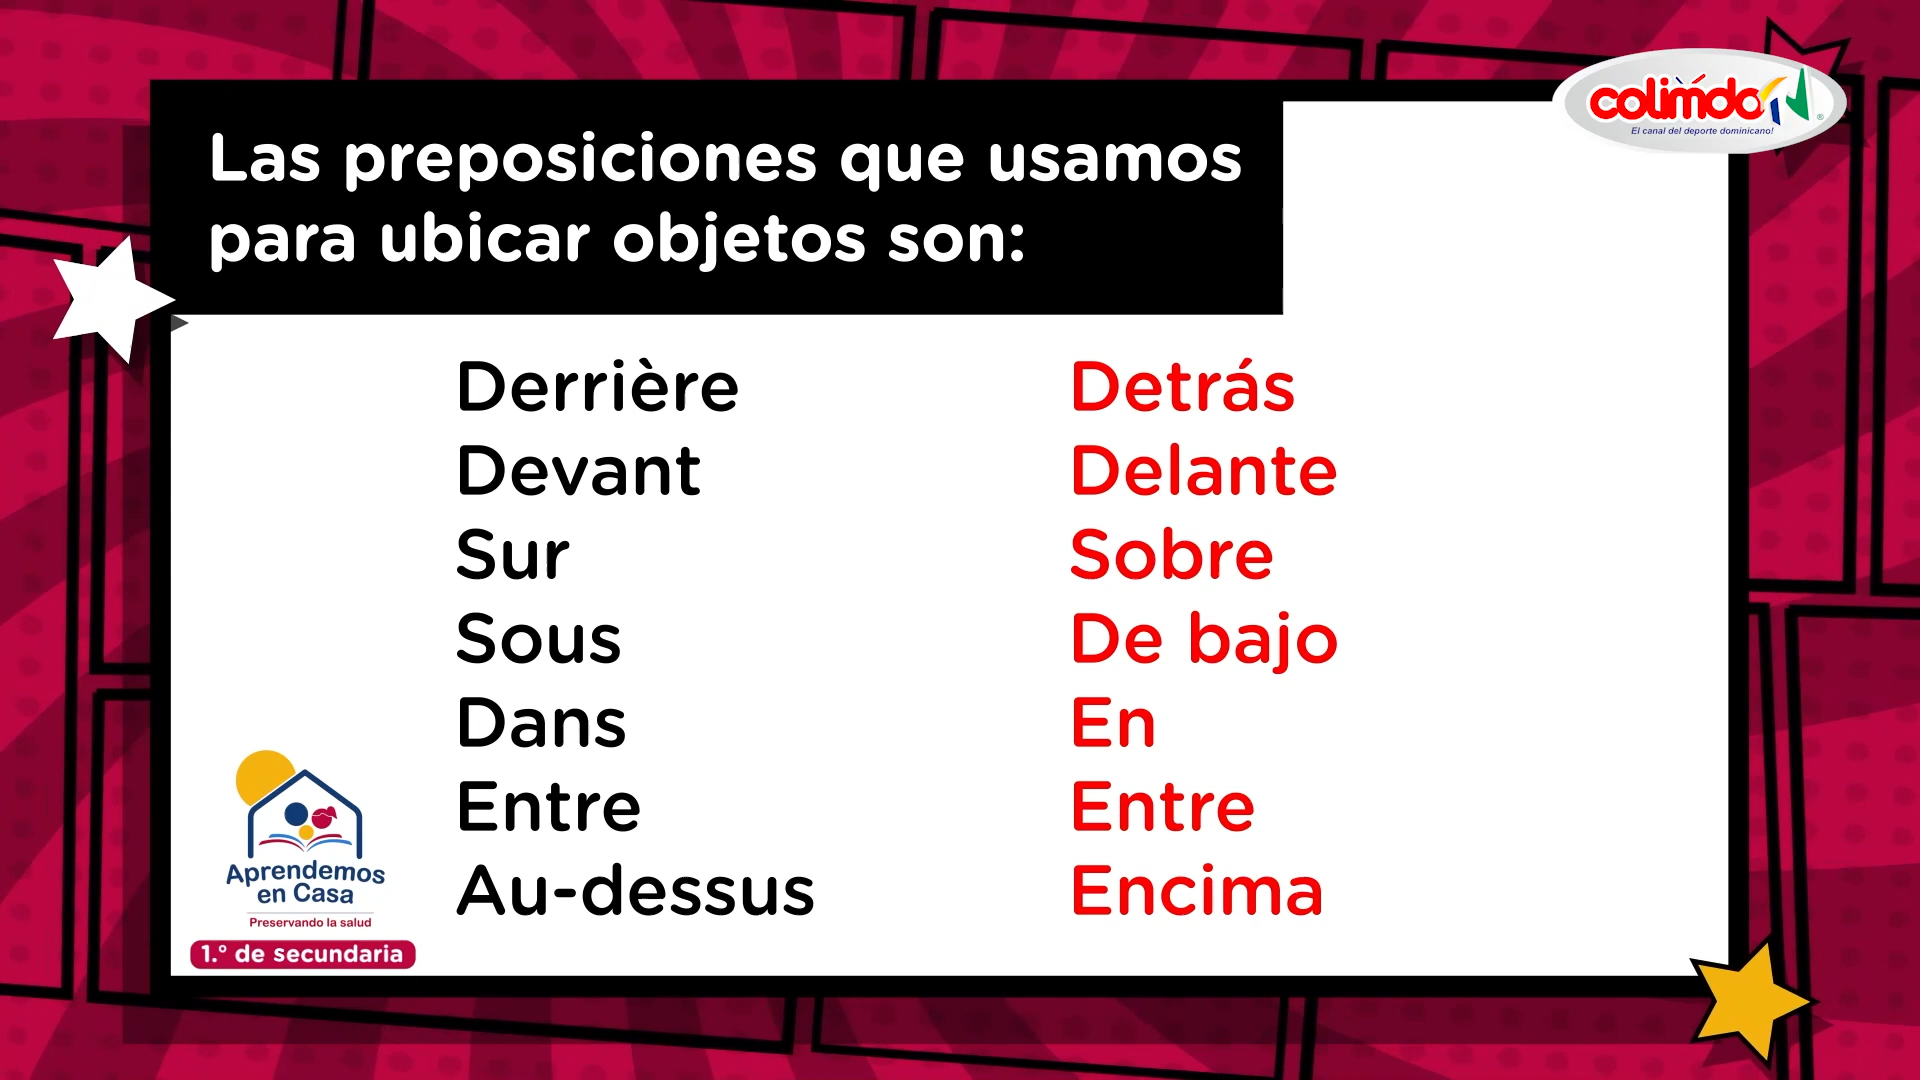 Las preposiciones que usamos
para ubicar objetos son:
colimdo
El canal del deporte dominicano!
Derrière Detrás
Devant Delante
Sur Sobre
Sous De bajo
Dans En
Entre Entre
Au-dessus Encima
Aprendemos
en Casa
Preservando la salud
1.° de secundaria